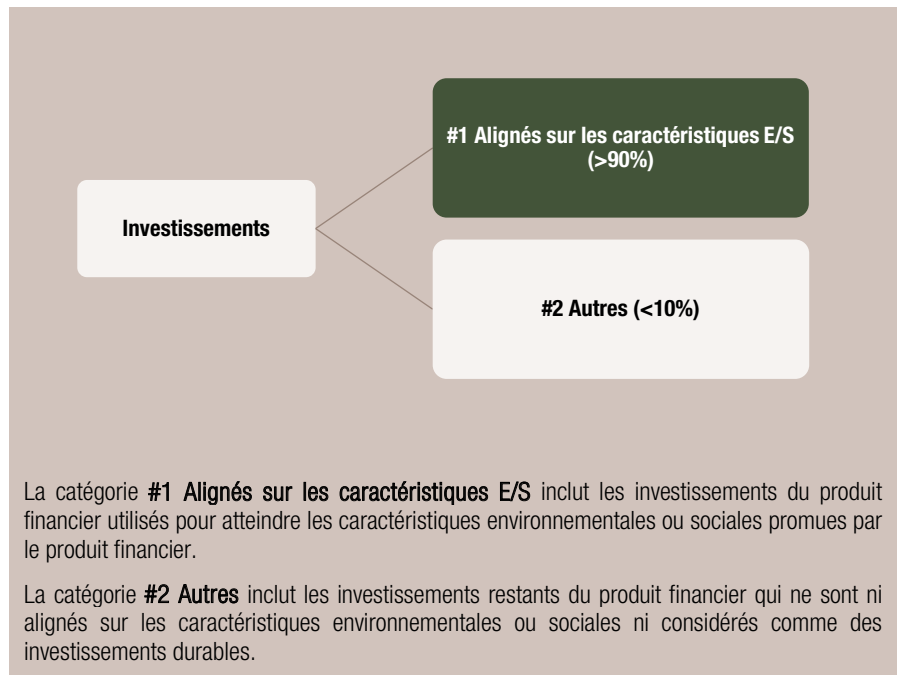 #1 Alignés sur les caractéristiques E/S
(>90%)
Investissements
#2 Autres (<10%)
La catégorie #1 Alignés sur les caractéristiques E/S inclut les investissements du produit
financier utilisés pour atteindre les caractéristiques environnementales ou sociales promues par
le produit financier.
La catégorie #2 Autres inclut les investissements restants du produit financier qui ne sont ni
alignés sur les caractéristiques environnementales ou sociales ni considérés comme des
investissements durables.